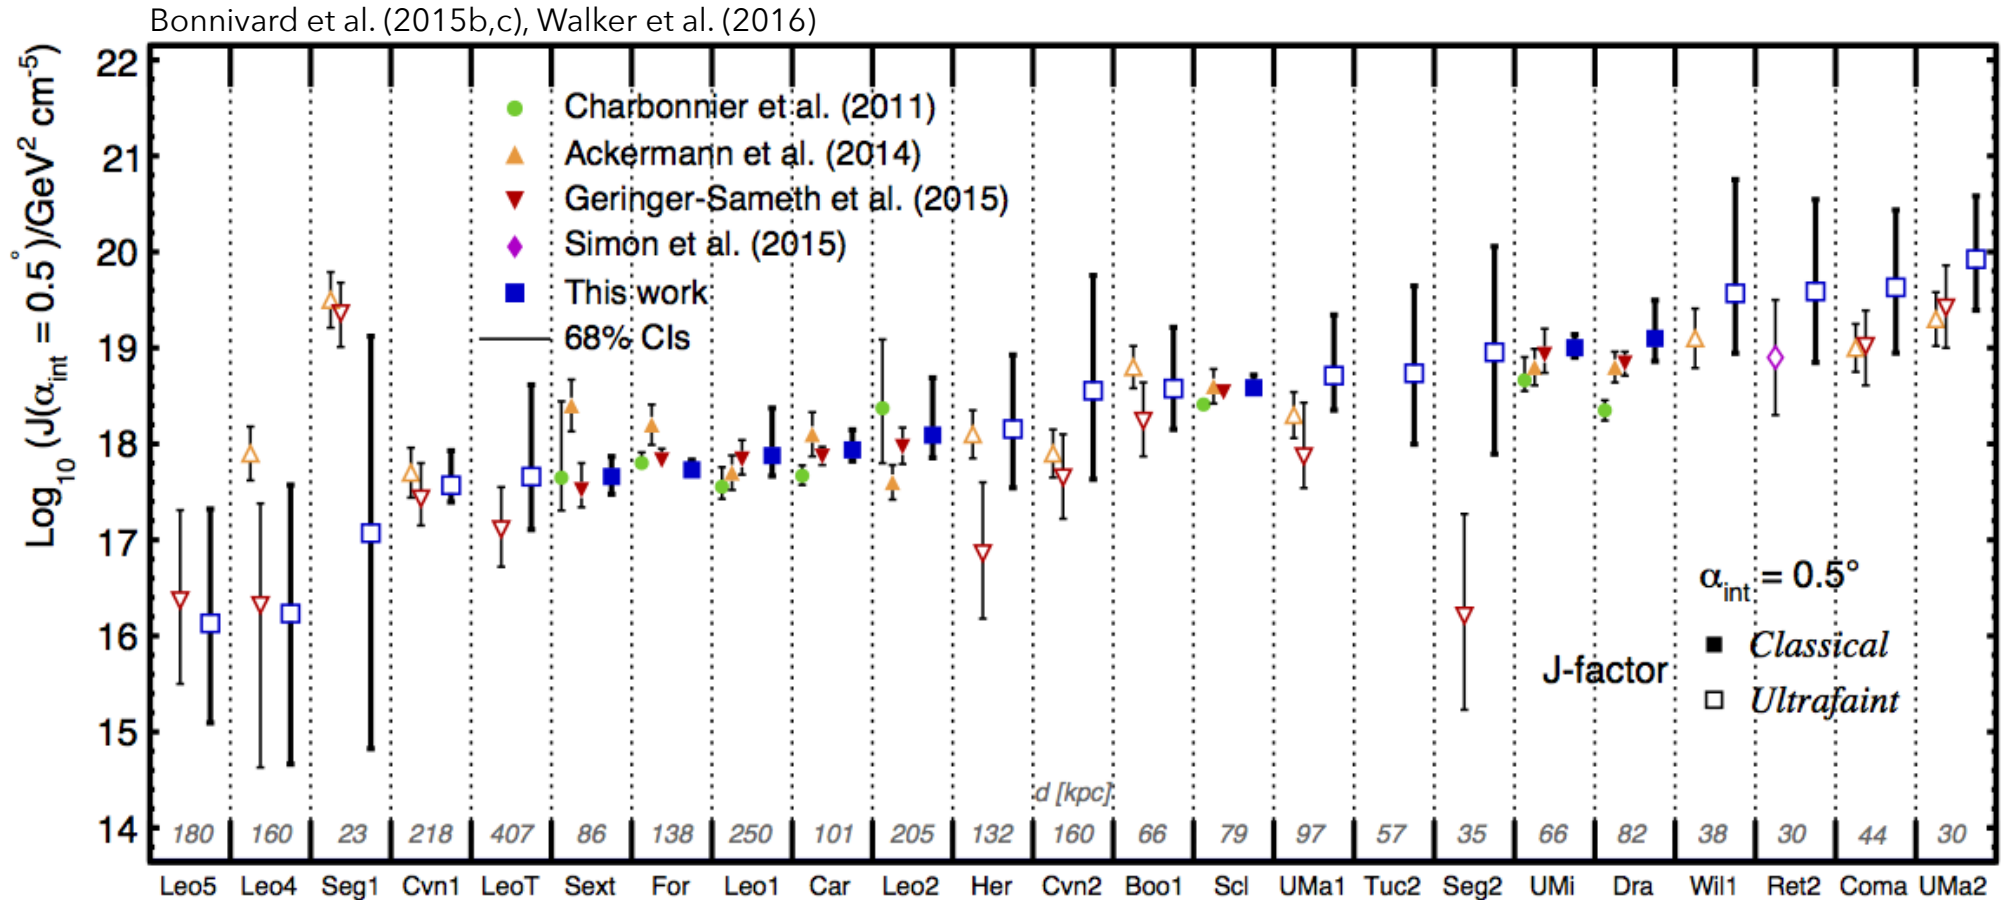 Bonnivard et al. (2015b,c), Walker et al. (2016)
Log10 (J(αint = 0.5°)/GeV2 cm-5)
22
21
20
19
18
17
16
15
14
Charbonnier et al. (2011)
Ackermann et al. (2014)
Geringer-Sameth et al. (2015)
Simon et al. (2015)
This work
68% CIs
αint = 0.5°
J-factor
Classical
Ultrafaint
d [kpc]
180 160 23 218 407 86 138 250 101 205 132 160 66 79 97 57 35 66 82 38 30 44 30
Leo5 Leo4 Seg1 Cvn1 LeoT Sext For Leo1 Car Leo2 Her Cvn2 Boo1 Scl UMa1 Tuc2 Seg2 UMi Dra Wil1 Ret2 Coma UMa2